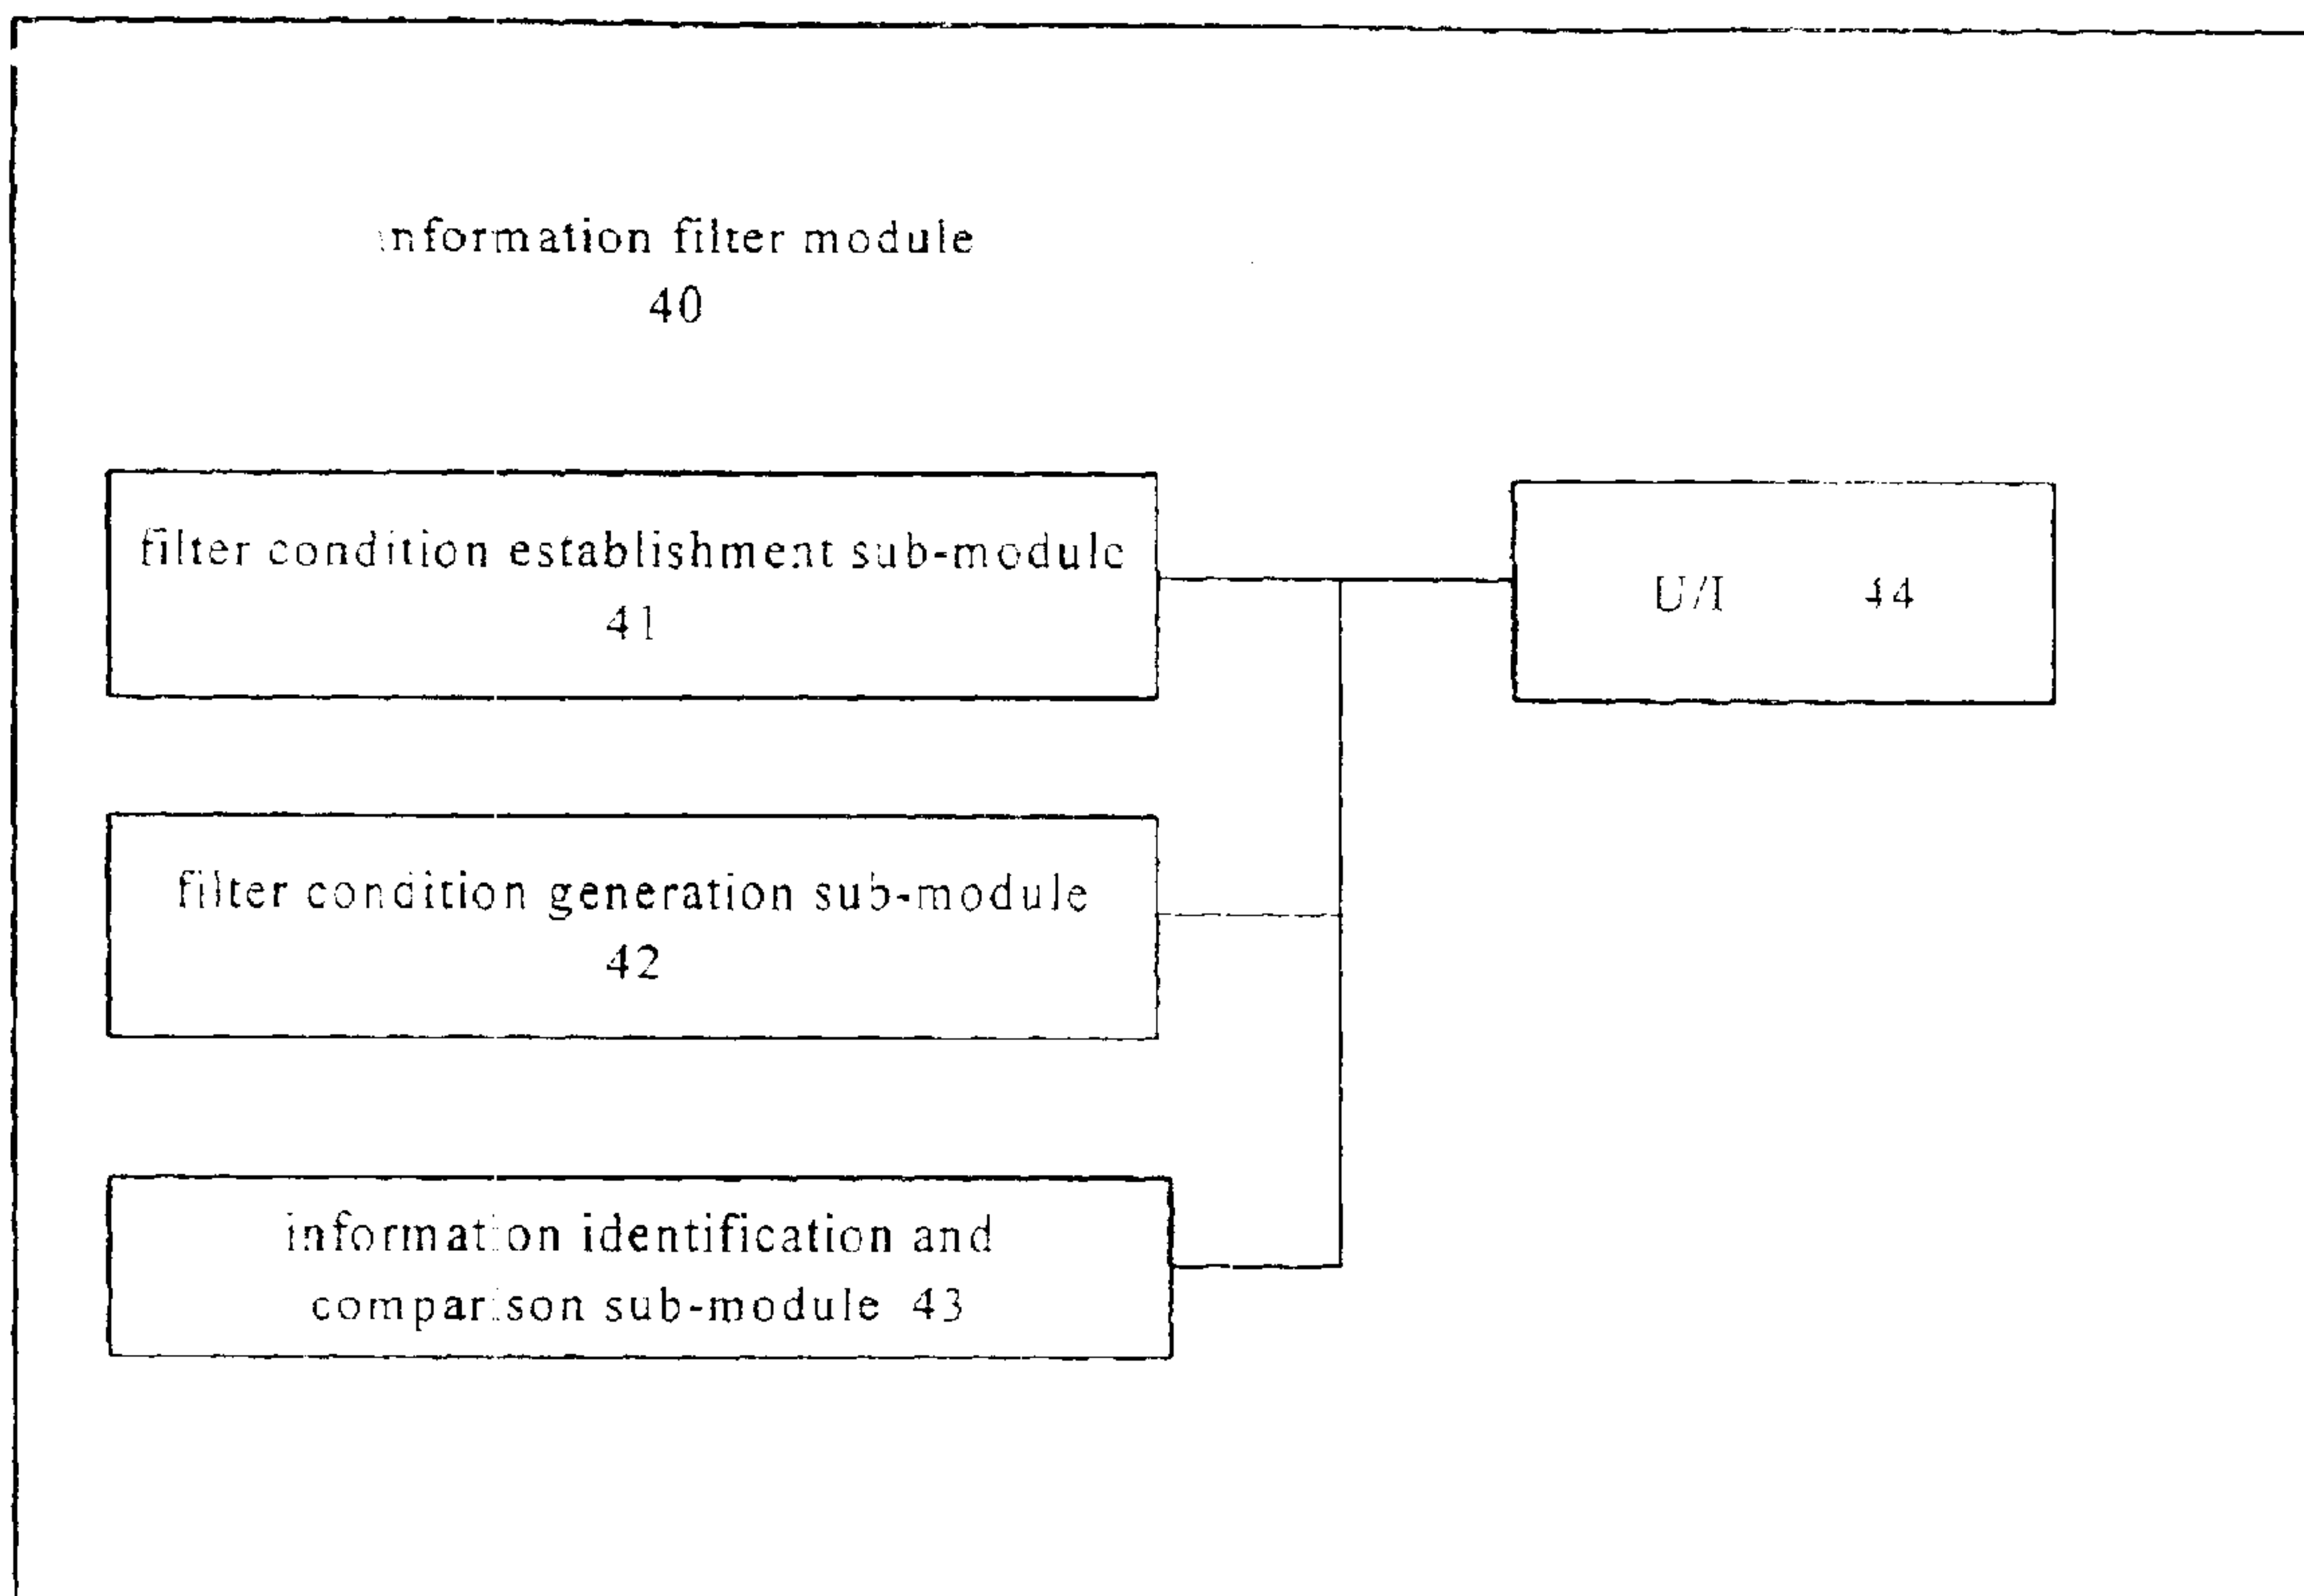 information filter module
40
filter condition establishment sub-module
41
U/I 44
filter condition generation sub-module
42
information identification and
comparison sub-module 43